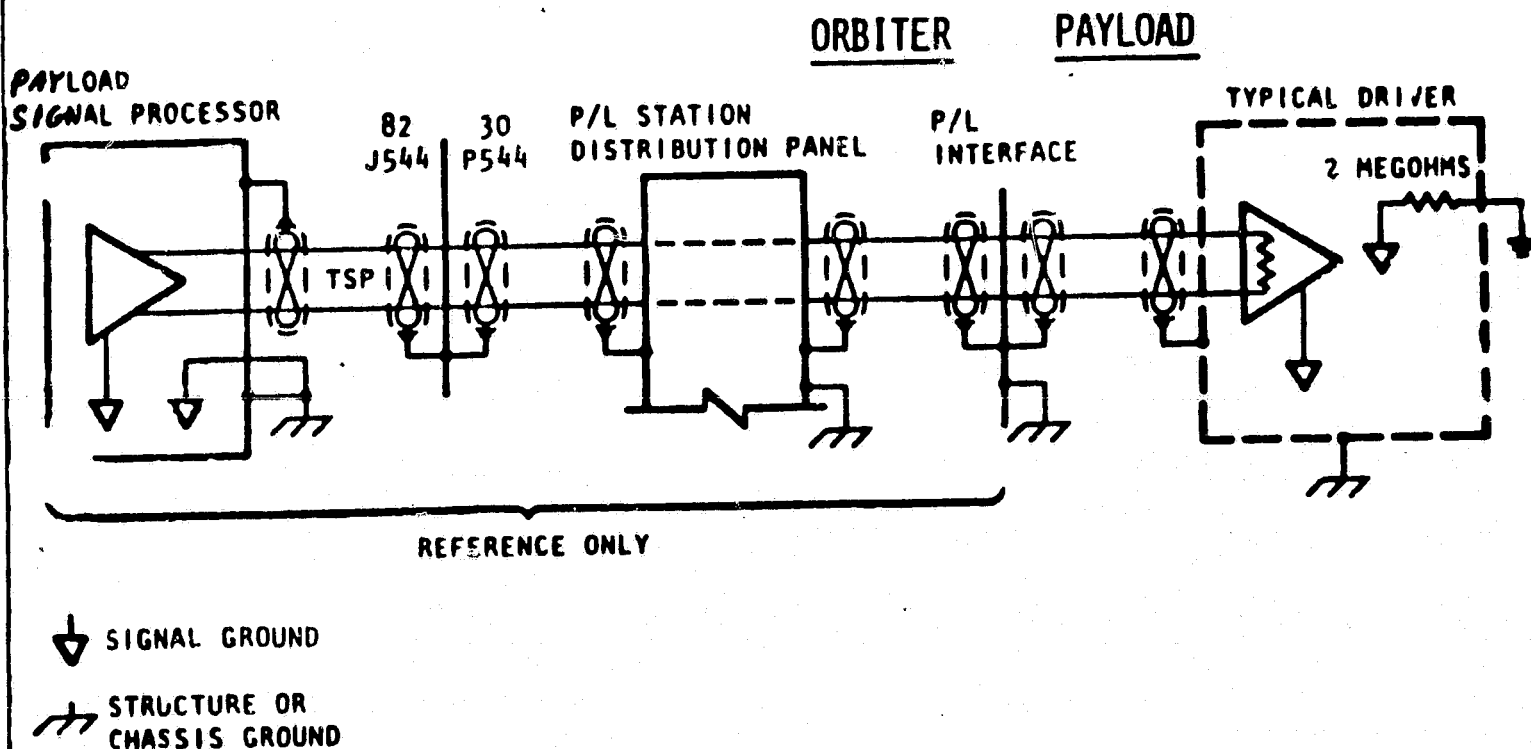 ORBITER PAYLOAD
PAYLOAD
SIGNAL PROCESSOR
82
J544
30
P544
P/L STATION
DISTRIBUTION PANEL
P/L
INTERFACE
TYPICAL DRIVER
2 MEGOHMS
TSP
REFERENCE ONLY
SIGNAL GROUND
STRUCTURE OR
CHASSIS GROUND